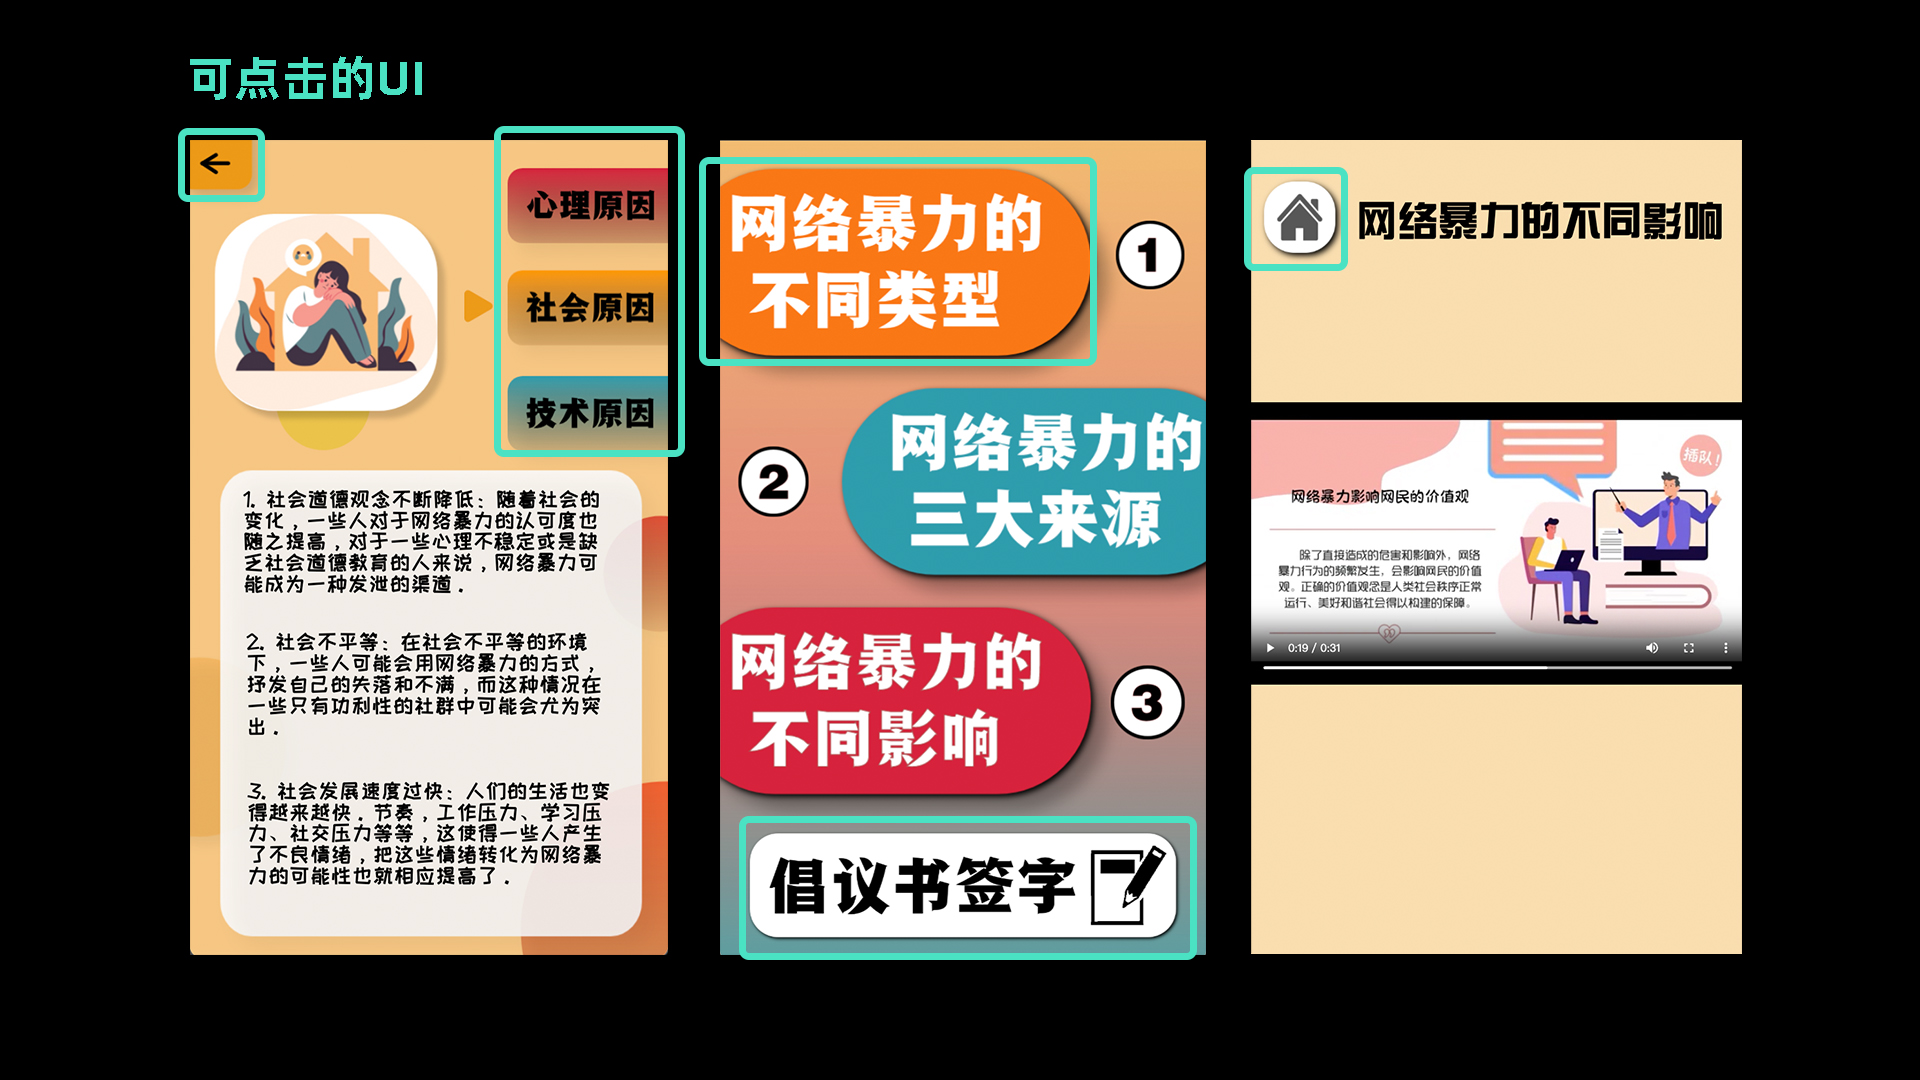 可点击的UI
心理原因
社会原因
技术原因
1. 社会道德观念不断降低：随着社会的
变化，一些人对于网络暴力的认可度也
随之提高，对于一些心理不稳定或是缺
乏社会道德教育的人来说，网络暴力可
能成为一种发泄的渠道．
2. 社会不平等：在社会不平等的环境
下，一些人可能会用网络暴力的方式，
抒发自己的失落和不满，而这种情况在
一些只有功利性的社群中可能会尤为突
出．
3. 社会发展速度过快：人们的生活也变
得越来越快．节奏，工作压力、学习压
力、社交压力等等，这使得一些人产生
了不良情绪，把这些情绪转化为网络暴
力的可能性也就相应提高了．
网络暴力的
不同类型
1
2
网络暴力的
三大来源
网络暴力的
不同影响
3
倡议书签字
网络暴力的不同影响
插队！
网络暴力影响网民的价值观
除了直接造成的危害和影响外，网络
暴力行为的频繁发生，会影响网民的价值
观。正确的价值观念是人类社会秩序正常
运行、美好和谐社会得以构建的保障。
0:19 / 0:31